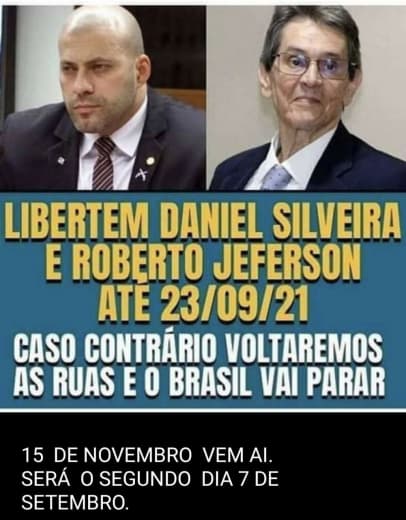 LIBERTEM DANIEL SILVEIRA
E ROBERTO JEFERSON
ATÉ 23/09/21
CASO CONTRÁRIO VOLTAREMOS
AS RUAS E O BRASIL VAI PARAR
15 DE NOVEMBRO VEM AI.
SERÁ O SEGUNDO DIA 7 DE
SETEMBRO.